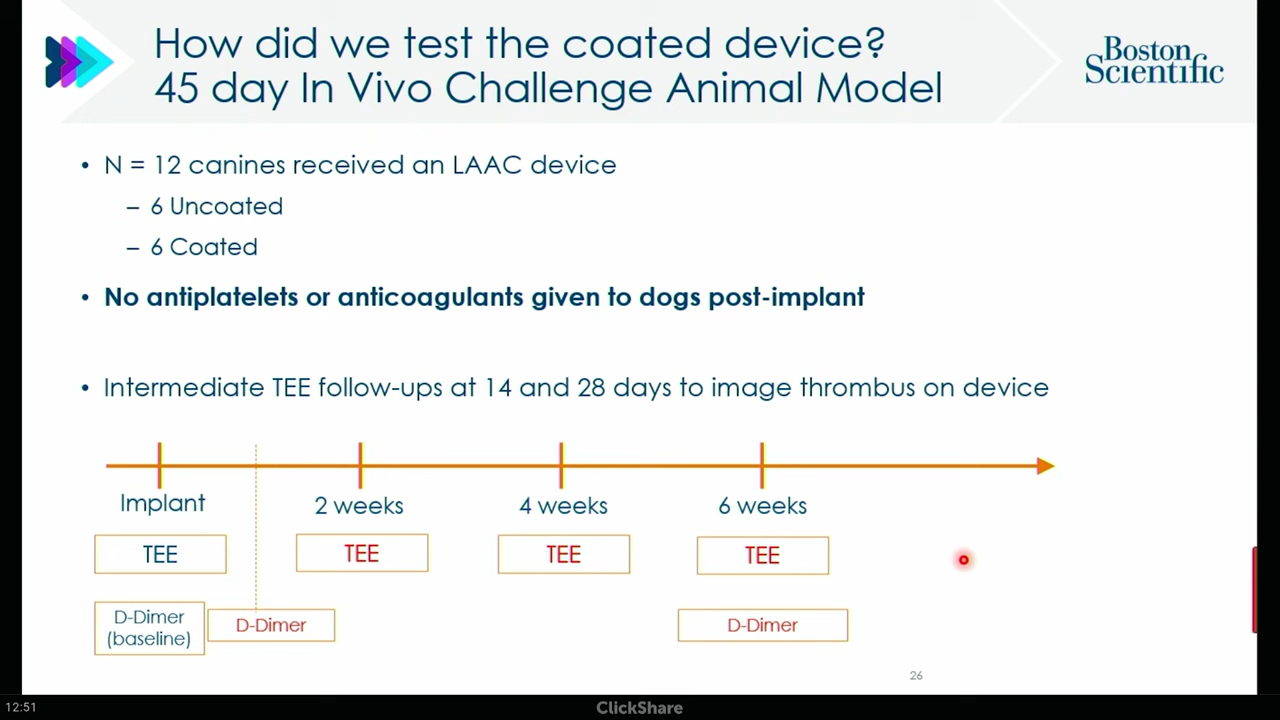 How did we test the coated device?
45 day In Vivo Challenge Animal Model
Boston
Scientific
• N = 12 canines received an LAAC device
– 6 Uncoated
– 6 Coated
• No antiplatelets or anticoagulants given to dogs post-implant
• Intermediate TEE follow-ups at 14 and 28 days to image thrombus on device
Implant
2 weeks
4 weeks
6 weeks
TEE
TEE
TEE
TEE
D-Dimer
(baseline)
D-Dimer
D-Dimer
26
12:51
ClickShare